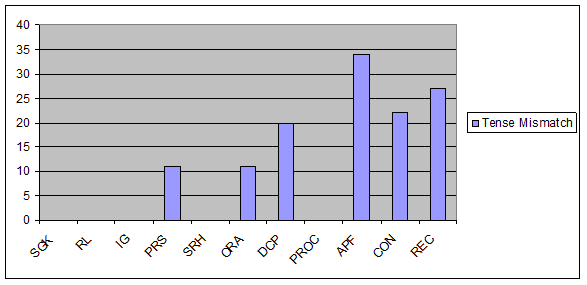 40
35
30
25
20
15
10
5
0
SGK
RL
IG
PRS
SRH
ORA
DCP
PROC
APF
CON
REC
Tense Mismatch